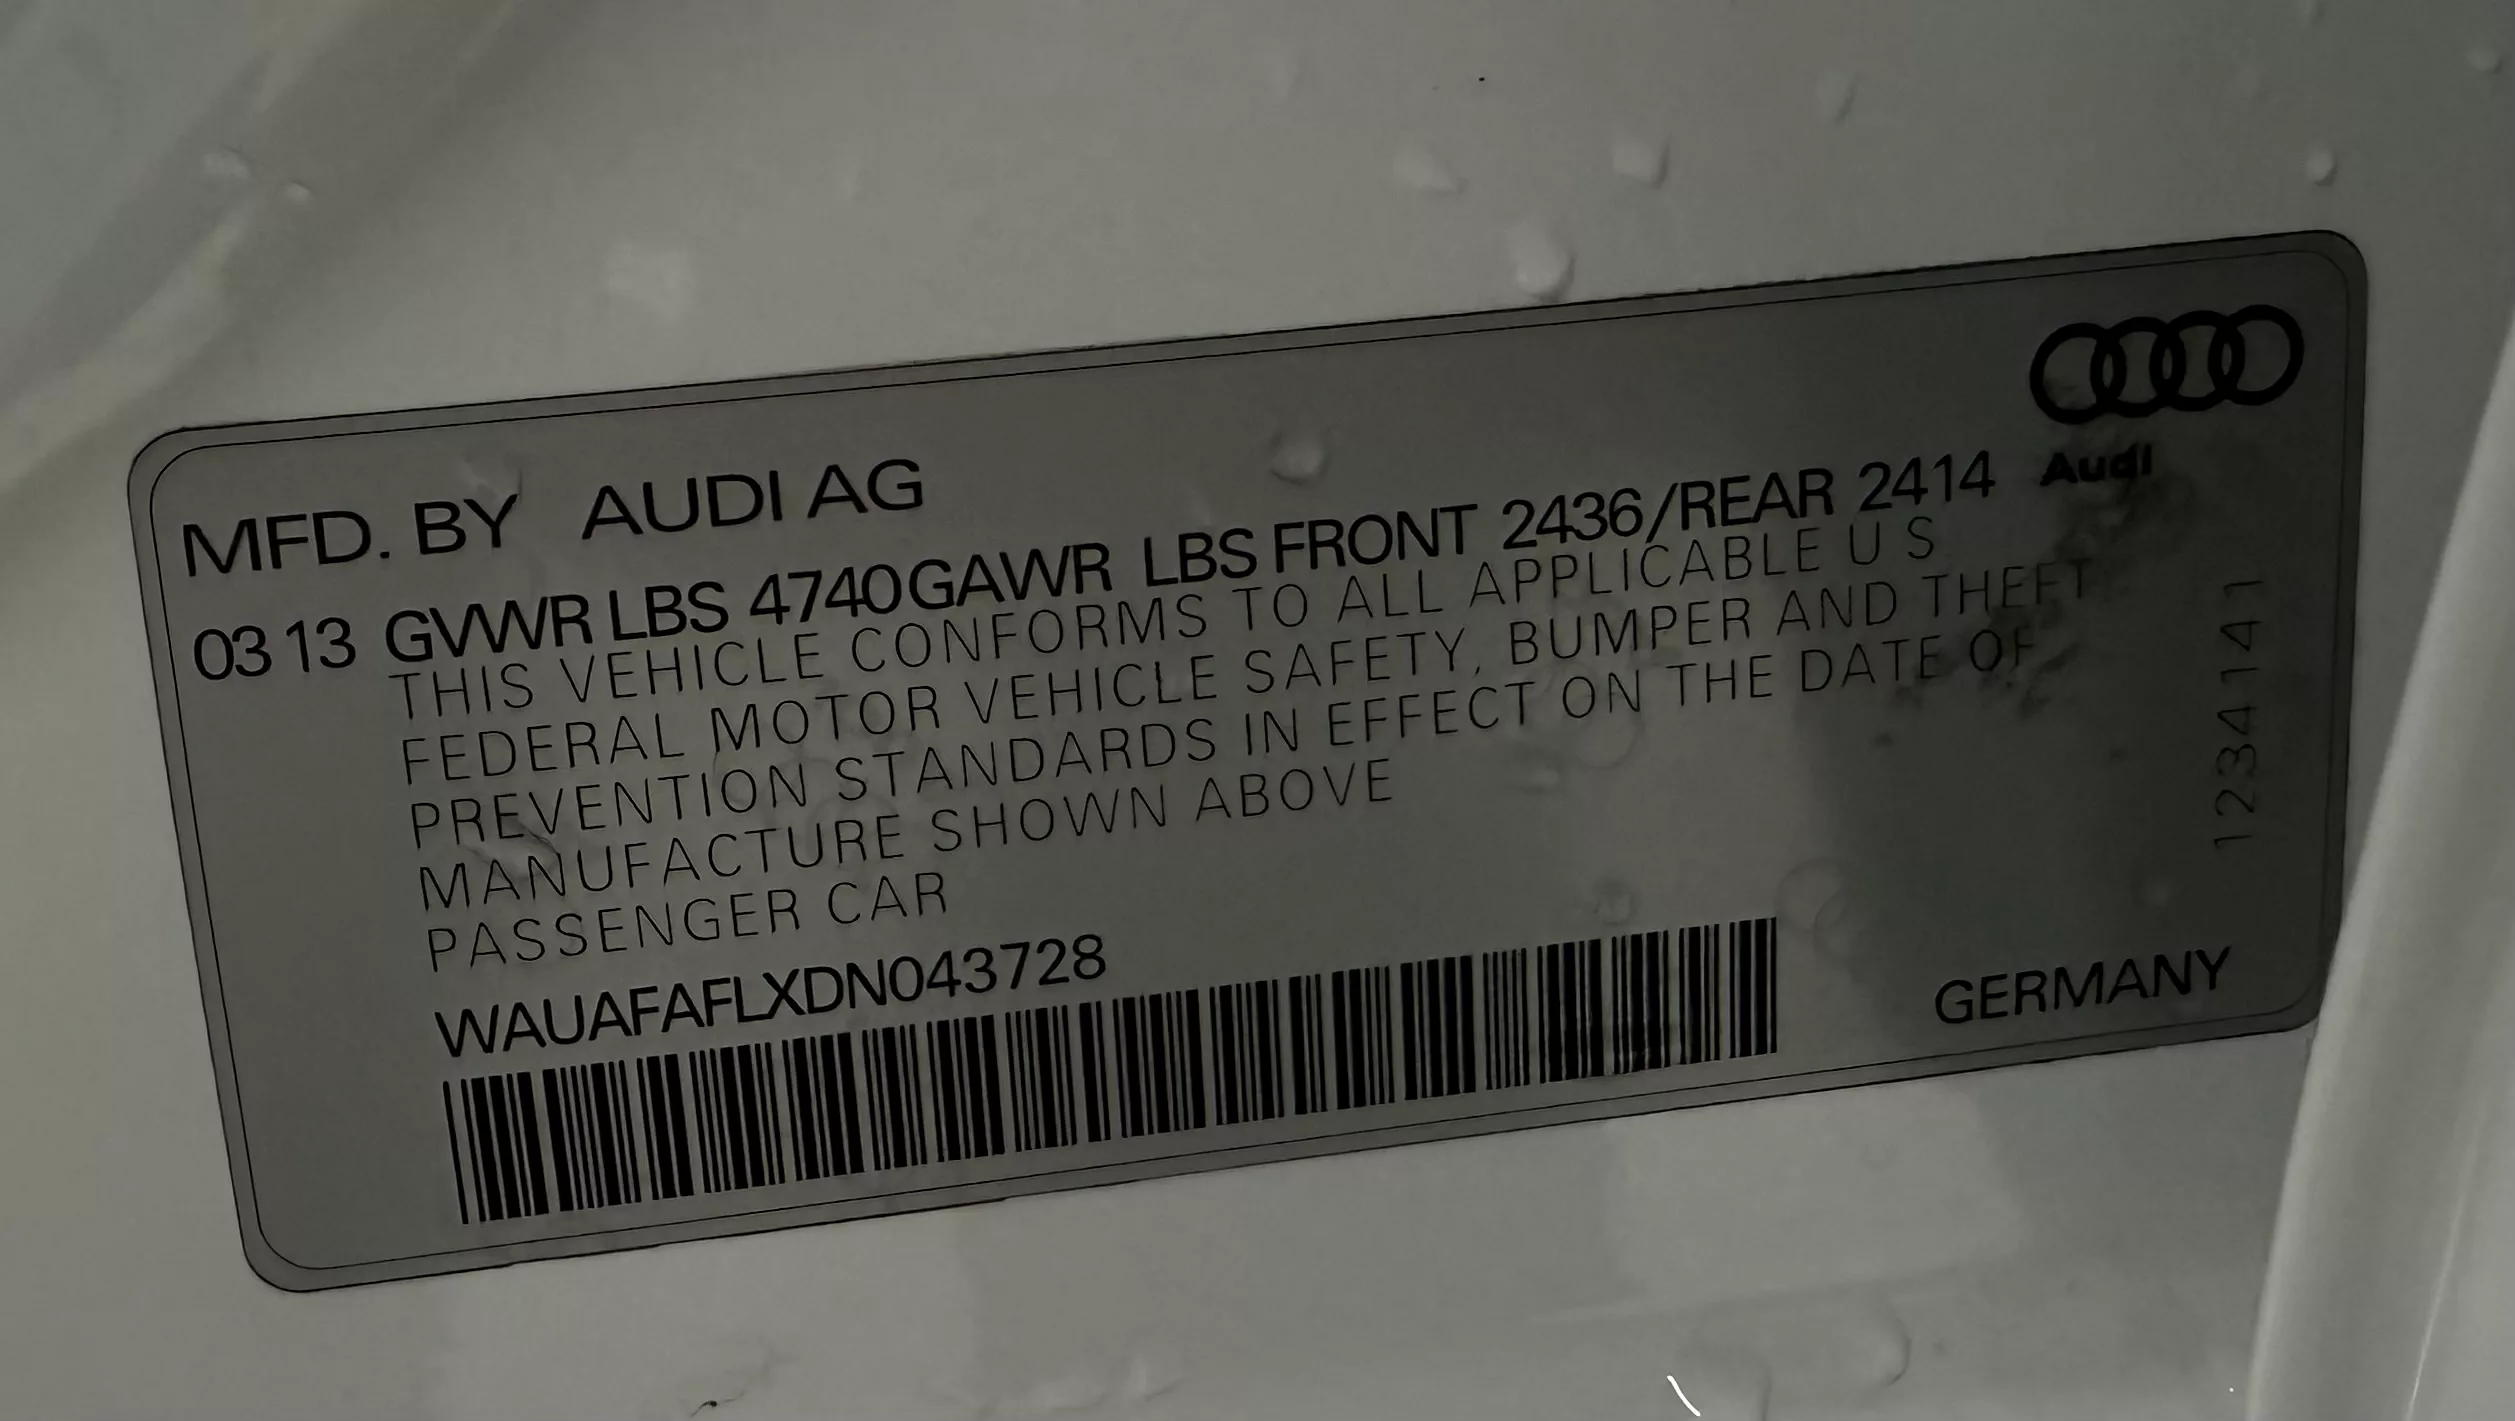 MFD. BY AUDI AG
Audi
03 13 GVWR LBS 4740 GAWR LBS FRONT 2436/REAR 2414
THIS VEHICLE CONFORMS TO ALL APPLICABLE U S
FEDERAL MOTOR VEHICLE SAFETY, BUMPER AND THEFT
PREVENTION STANDARDS IN EFFECT ON THE DATE OF
MANUFACTURE SHOWN ABOVE
PASSENGER CAR
WAUAFAFLXDN043728
GERMANY
1234141